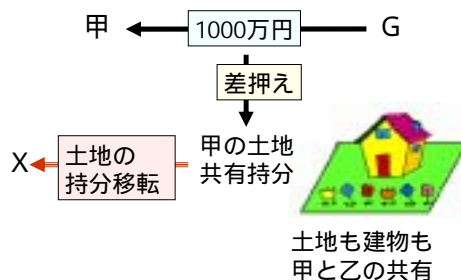 甲
1000万円
G
差押え
甲の土地
共有持分
X
土地の
持分移転
土地も建物も
甲と乙の共有